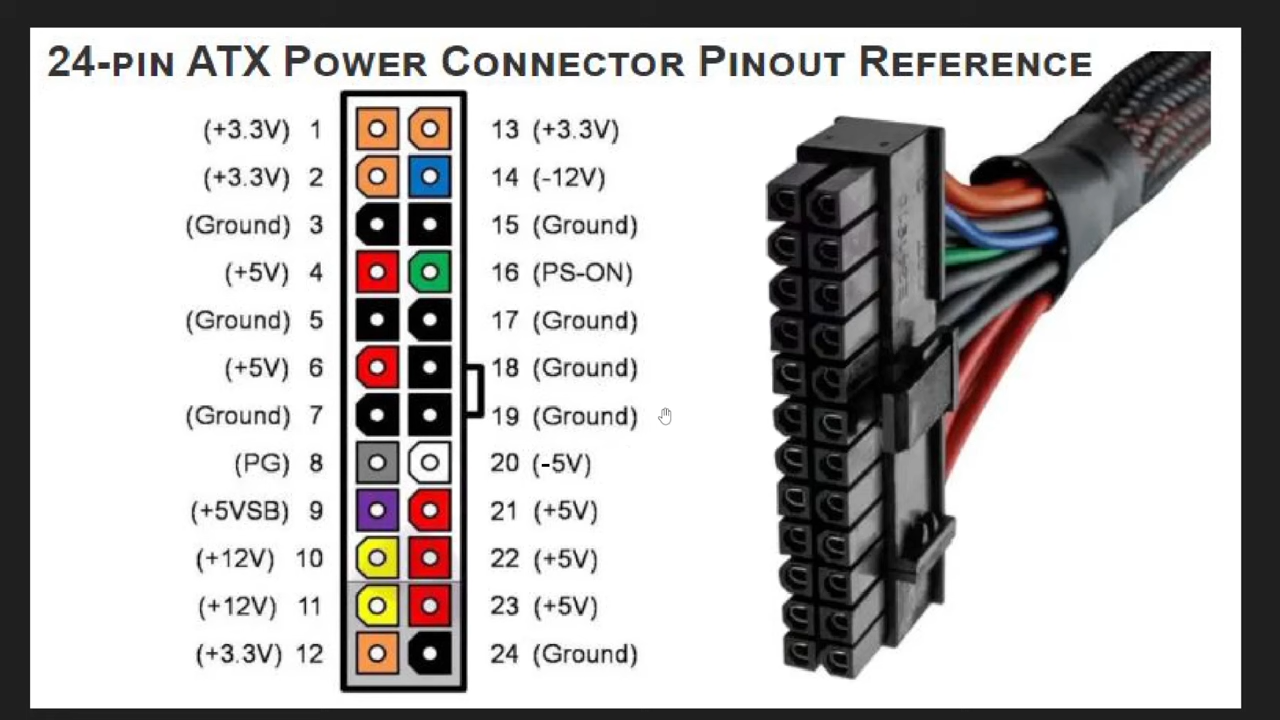 24-PIN ATX POWER CONNECTOR PINOUT REFERENCE
(+3.3V) 1 13 (+3.3V)
(+3.3V) 2 14 (-12V)
(Ground) 3 15 (Ground)
(+5V) 4 16 (PS-ON)
(Ground) 5 17 (Ground)
(+5V) 6 18 (Ground)
(Ground) 7 19 (Ground)
(PG) 8 20 (-5V)
(+5VSB) 9 21 (+5V)
(+12V) 10 22 (+5V)
(+12V) 11 23 (+5V)
(+3.3V) 12 24 (Ground)